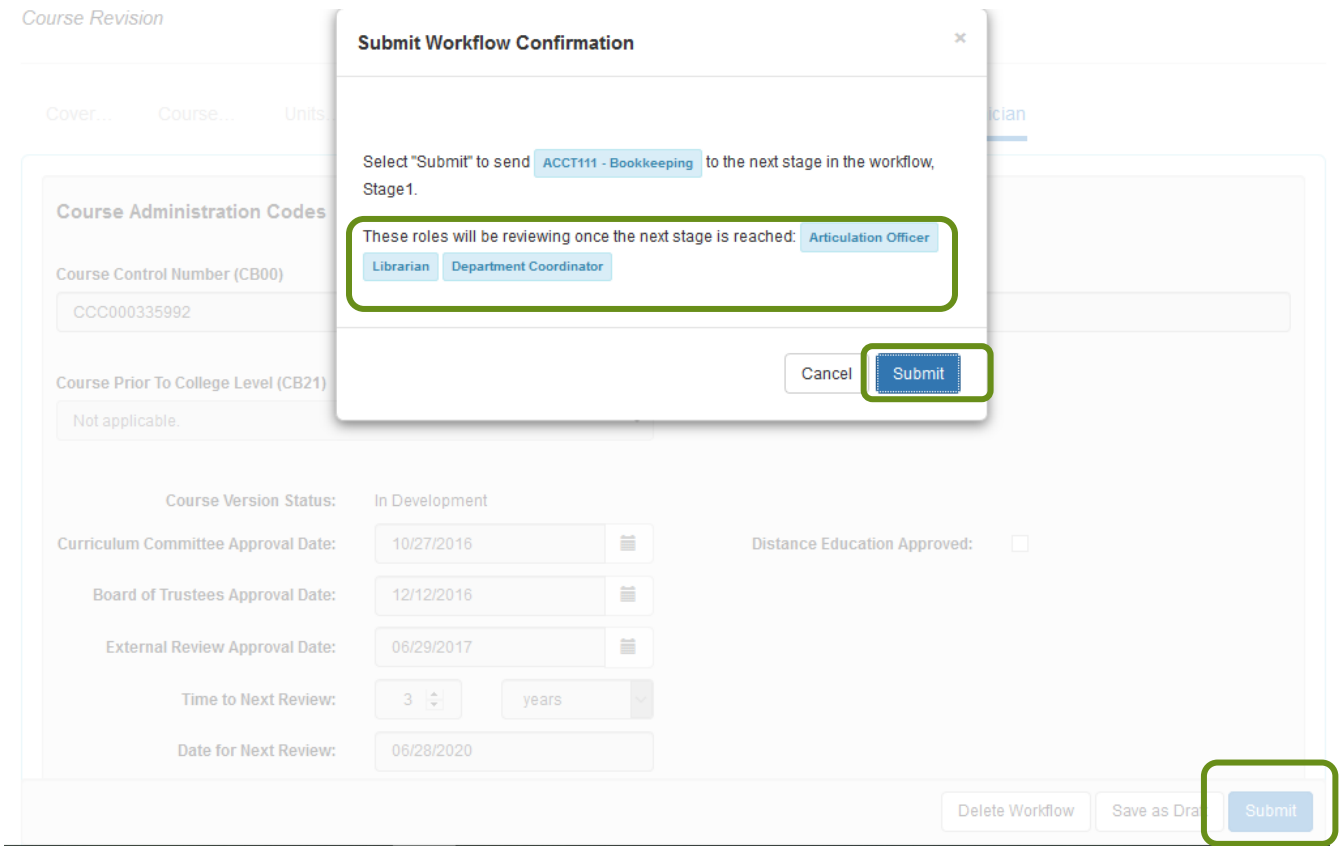 Course Revision
Submit Workflow Confirmation
×
Cover... Course... Units
ician
Select "Submit" to send ACCT111 - Bookkeeping to the next stage in the workflow,
Stage1.
These roles will be reviewing once the next stage is reached: Articulation Officer
Librarian Department Coordinator
Cancel Submit
Course Administration Codes
Course Control Number (CB00)
CCC000335992
Course Prior To College Level (CB21)
Not applicable.
Course Version Status: In Development
Curriculum Committee Approval Date: 10/27/2016 Distance Education Approved:
Board of Trustees Approval Date: 12/12/2016
External Review Approval Date: 06/29/2017
Time to Next Review: 3 years
Date for Next Review: 06/28/2020
Delete Workflow Save as Draf Submit